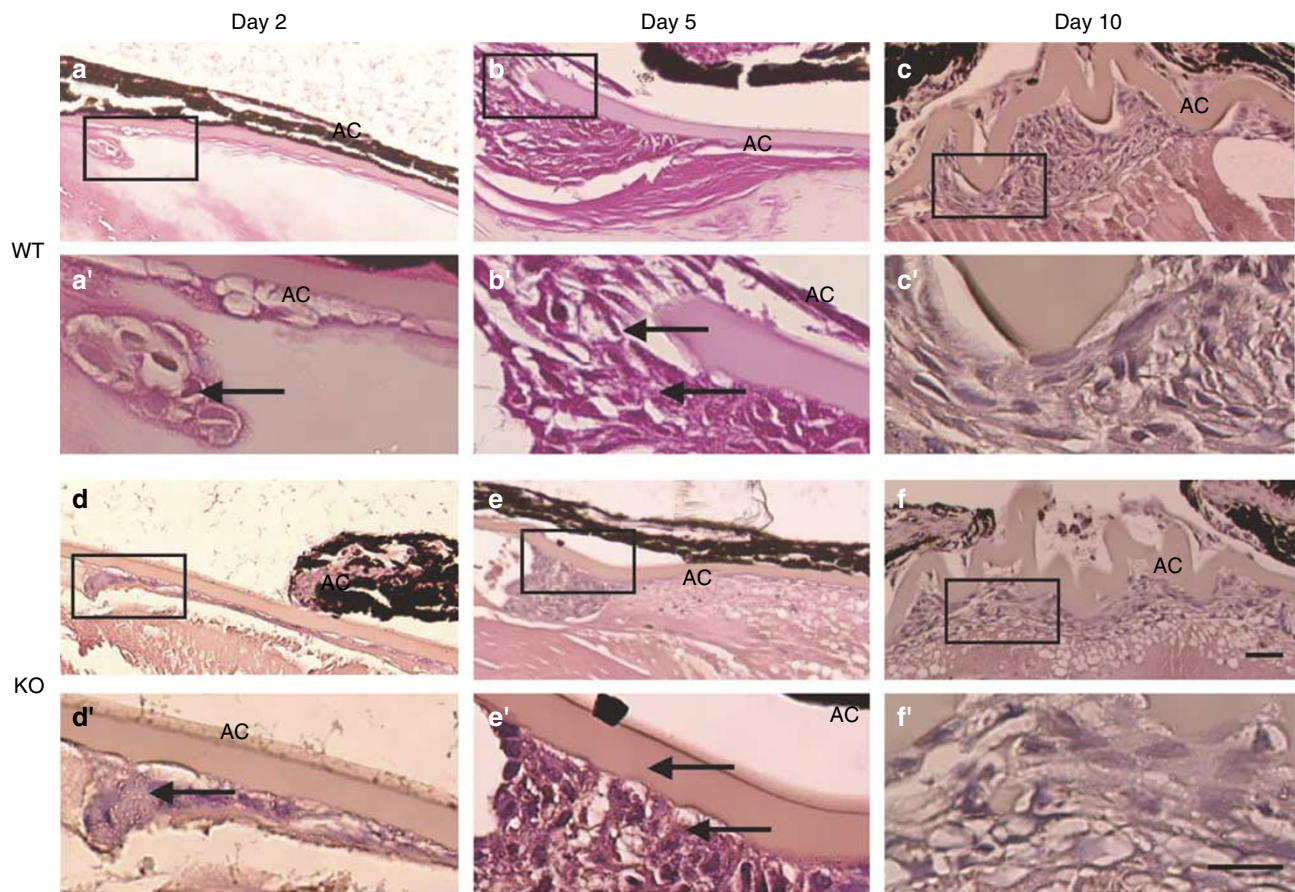 Day 2 Day 5 Day 10
a b c
AC AC AC
WT
a' b' c'
AC AC
d e f
AC AC AC
KO
d' e' f'
AC AC